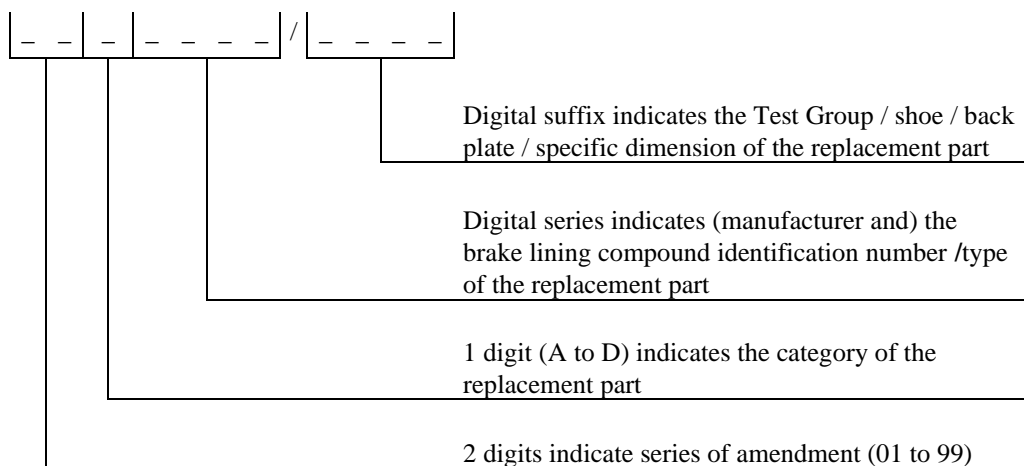 _ _ _ _ _ _ _ / _ _ _ _
Digital suffix indicates the Test Group / shoe / back
plate / specific dimension of the replacement part
Digital series indicates (manufacturer and) the
brake lining compound identification number /type
of the replacement part
1 digit (A to D) indicates the category of the
replacement part
2 digits indicate series of amendment (01 to 99)